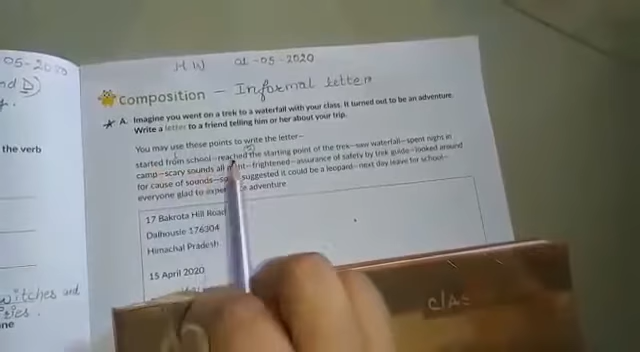 05-2020
HW 01-05-2020
and D)
Composition - Informal Letter
A. Imagine you went on a trek to a waterfall with your class. It turned out to be an adventure.
Write a letter to a friend telling him or her about your trip.
the verb
You may use these points to write the letter—
started from school—reached the starting point of the trek—saw waterfall—spent night in
camp—scary sounds all night—frightened—assurance of safety by trek guide—looked around
for cause of sounds— suggested it could be a leopard—next day leave for school—
everyone glad to adventure
17 Bakrota Hill Road
Dalhousie 176304
Himachal Pradesh
15 April 2020
witches and